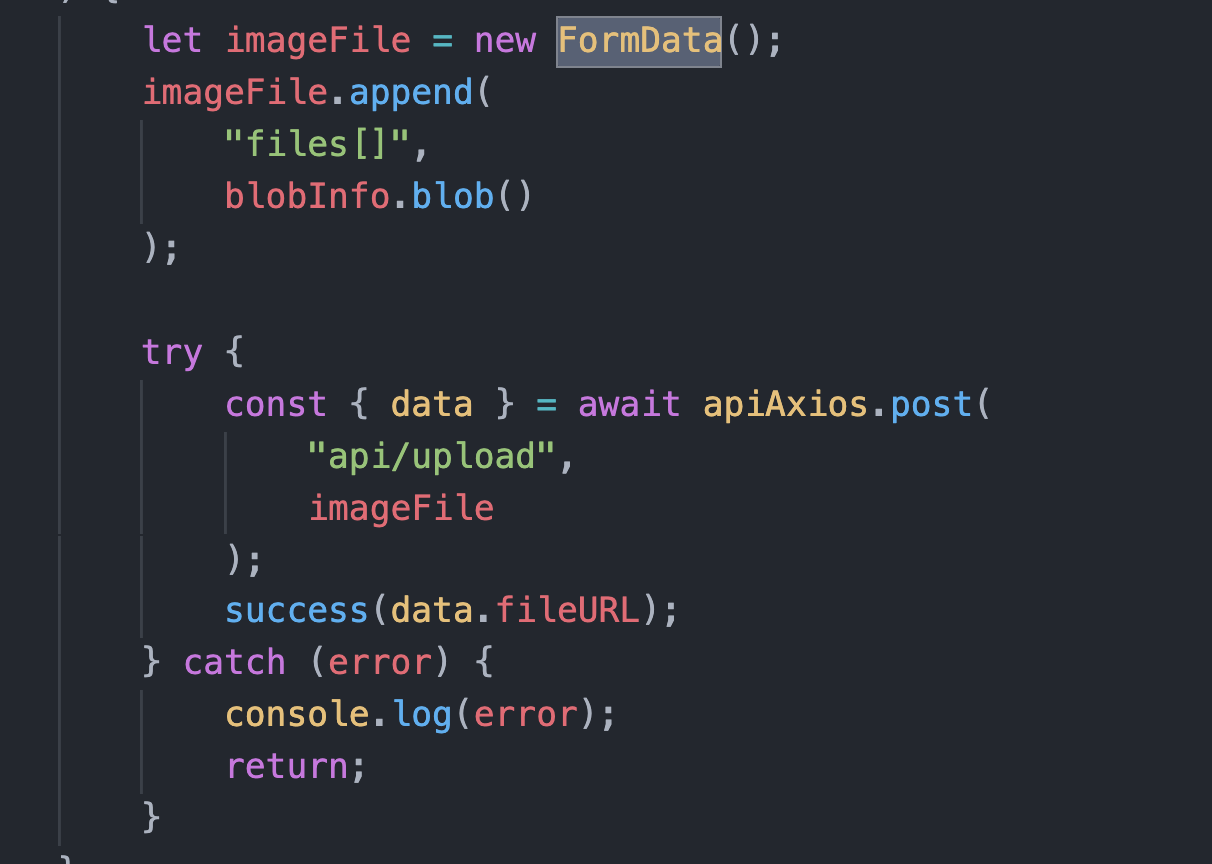 let imageFile = new FormData();
imageFile.append(
"files[]",
blobInfo.blob()
);
try {
const { data } = await apiAxios.post(
"api/upload",
imageFile
);
success(data.fileURL);
} catch (error) {
console.log(error);
return;
}